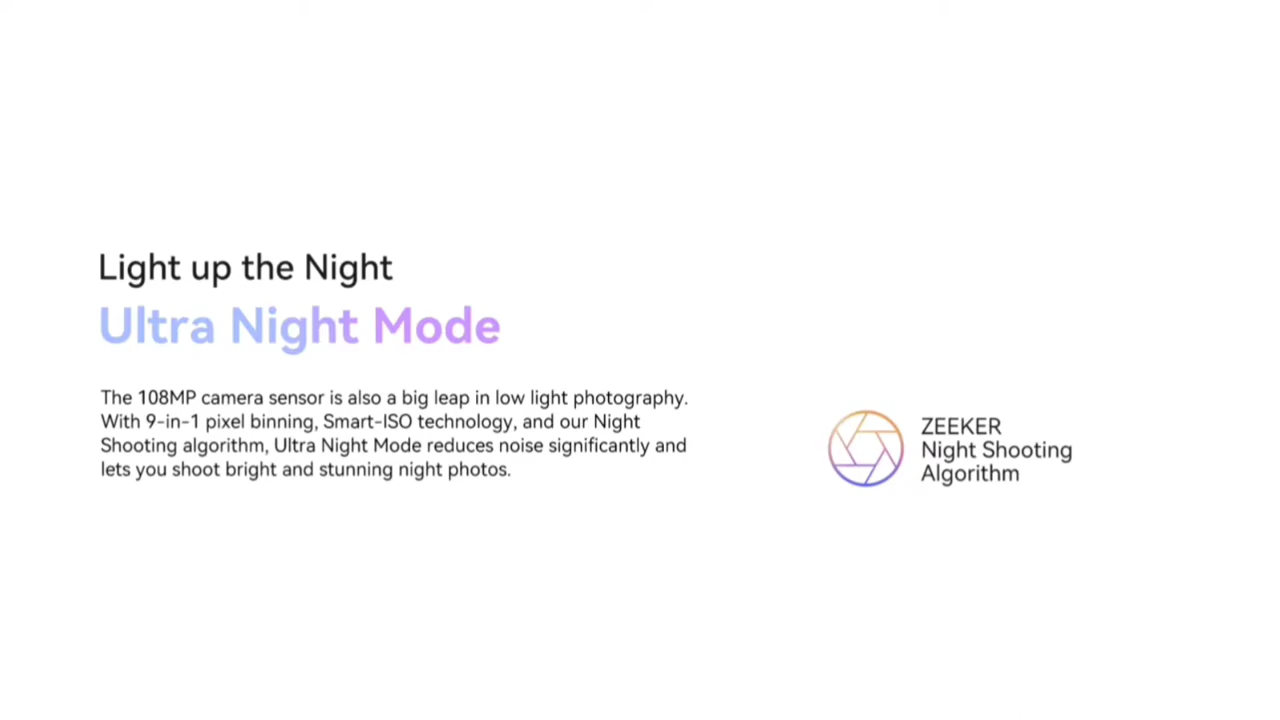 Light up the Night
Ultra Night Mode
The 108MP camera sensor is also a big leap in low light photography.
With 9-in-1 pixel binning, Smart-ISO technology, and our Night
Shooting algorithm, Ultra Night Mode reduces noise significantly and
lets you shoot bright and stunning night photos.
ZEEKER
Night Shooting
Algorithm